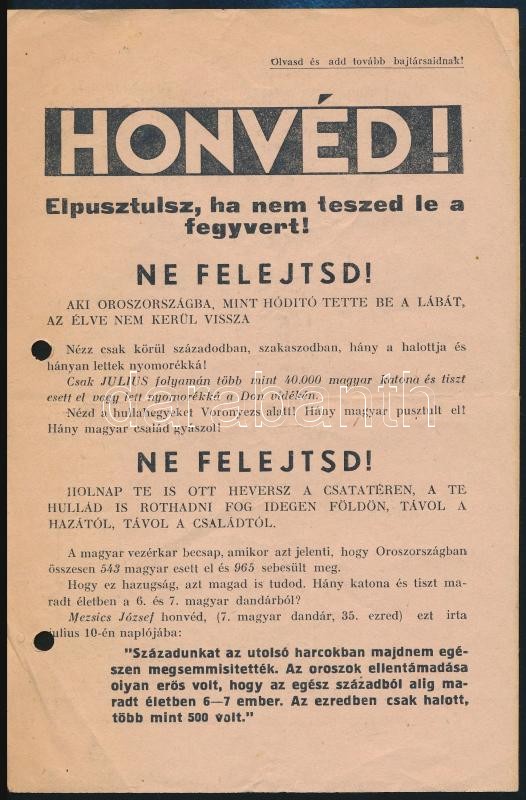 Olvasd és add tovább bajtársaidnak!
HONVÉD!
Elpusztulsz, ha nem teszed le a
fegyvert!
NE FELEJTSD!
AKI OROSZORSZÁGBA, MINT HÓDITÓ TETTE BE A LÁBÁT,
AZ ÉLVE NEM KERÜL VISSZA
Nézz csak körül századodban, szakaszodban, hány a halottja és
hányan lettek nyomorékká!
Csak JULIUS folyamán több mint 40.000 magyar katona és tiszt
esett el vagy lett nyomorékká a Don vidékén.
Nézd a hullahegyeket Voronyezs alatt! Hány magyar pusztult el!
Hány magyar család gyászol!
darabanth
NE FELEJTSD!
HOLNAP TE IS OTT HEVERSZ A CSATATÉREN, A TE
HULLÁD IS ROTHADNI FOG IDEGEN FÖLDÖN, TÁVOL A
HAZÁTÓL, TÁVOL A CSALÁDTÓL.
A magyar vezérkar becsap, amikor azt jelenti, hogy Oroszországban
összesen 543 magyar esett el és 965 sebesült meg.
Hogy ez hazugság, azt magad is tudod. Hány katona és tiszt ma-
radt életben a 6. és 7. magyar dandárból?
Mezsics József honvéd, (7. magyar dandár, 35. ezred) ezt irta
julius 10-én naplójába:
"Századunkat az utolsó harcokban majdnem egé-
szen megsemmisitették. Az oroszok ellentámadása
olyan erös volt, hogy az egész századból alig ma-
radt életben 6—7 ember. Az ezredben csak halott,
több mint 500 volt."